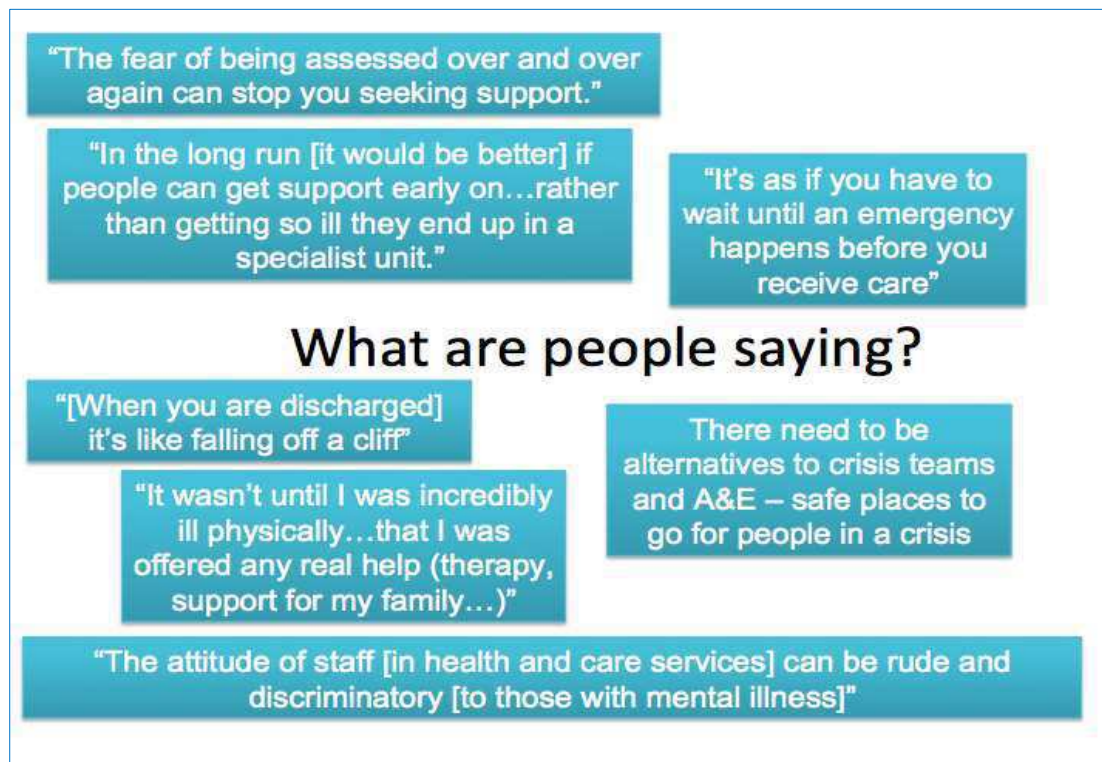 “The fear of being assessed over and over
again can stop you seeking support.”
“In the long run [it would be better] if
people can get support early on…rather
than getting so ill they end up in a
specialist unit.”
“It’s as if you have to
wait until an emergency
happens before you
receive care”
What are people saying?
“[When you are discharged]
it’s like falling off a cliff”
There need to be
alternatives to crisis teams
and A&E – safe places to
go for people in a crisis
“It wasn’t until I was incredibly
ill physically…that I was
offered any real help (therapy,
support for my family…)”
“The attitude of staff [in health and care services] can be rude and
discriminatory [to those with mental illness]”